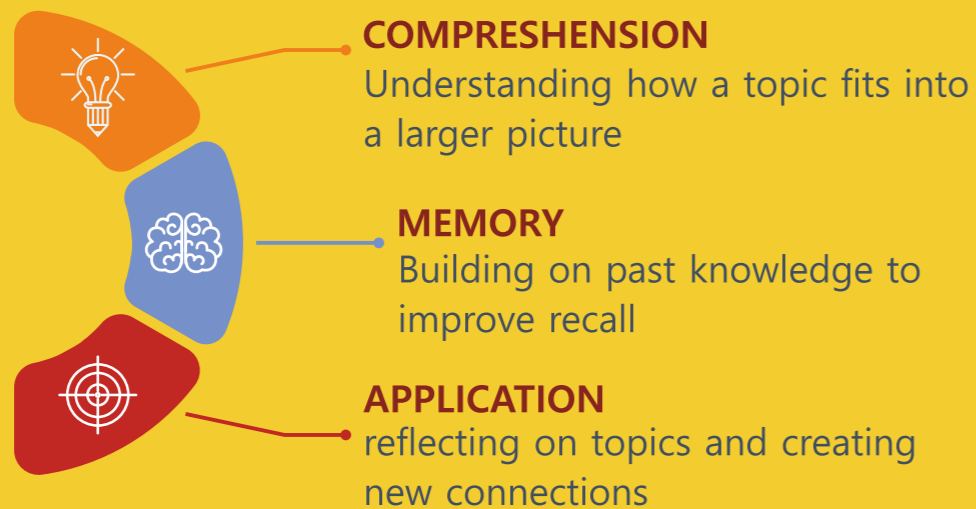 COMPRESHENSION
Understanding how a topic fits into
a larger picture
MEMORY
Building on past knowledge to
improve recall
APPLICATION
reflecting on topics and creating
new connections